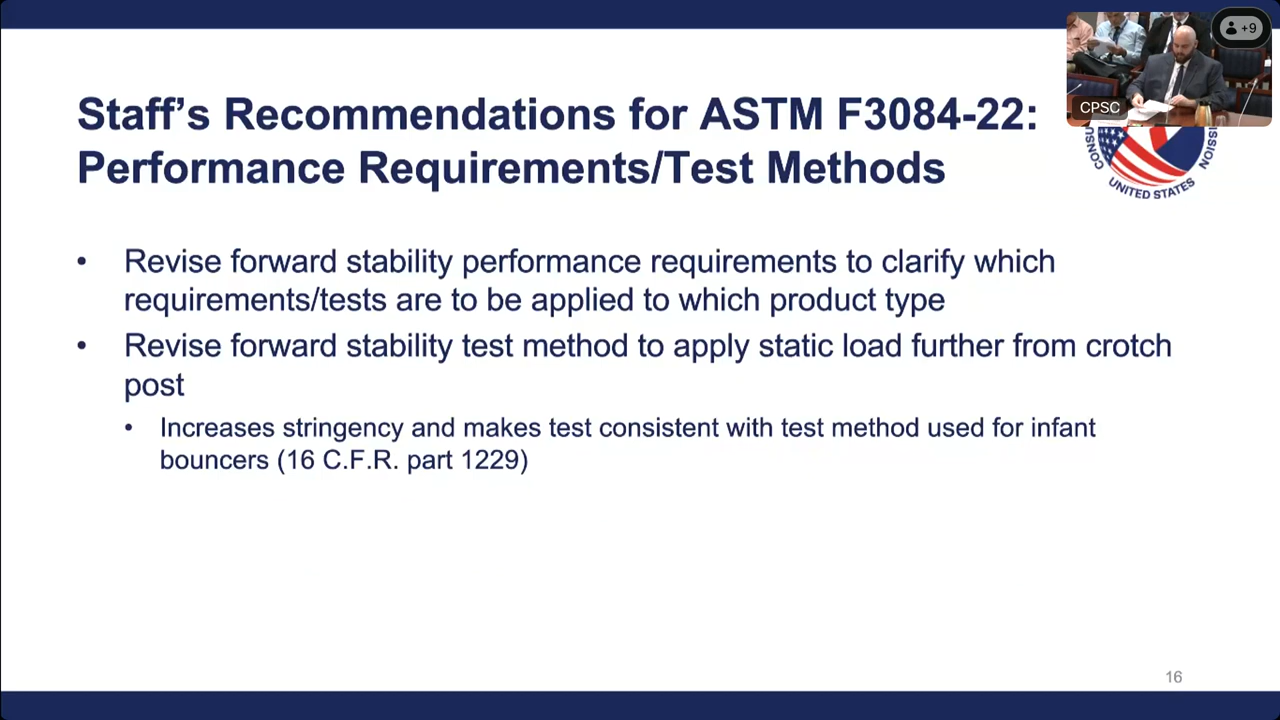 +9
CPSC
Staff's Recommendations for ASTM F3084-22:
Performance Requirements/Test Methods
UNITED STATES
• Revise forward stability performance requirements to clarify which
requirements/tests are to be applied to which product type
• Revise forward stability test method to apply static load further from crotch
post
• Increases stringency and makes test consistent with test method used for infant
bouncers (16 C.F.R. part 1229)
16